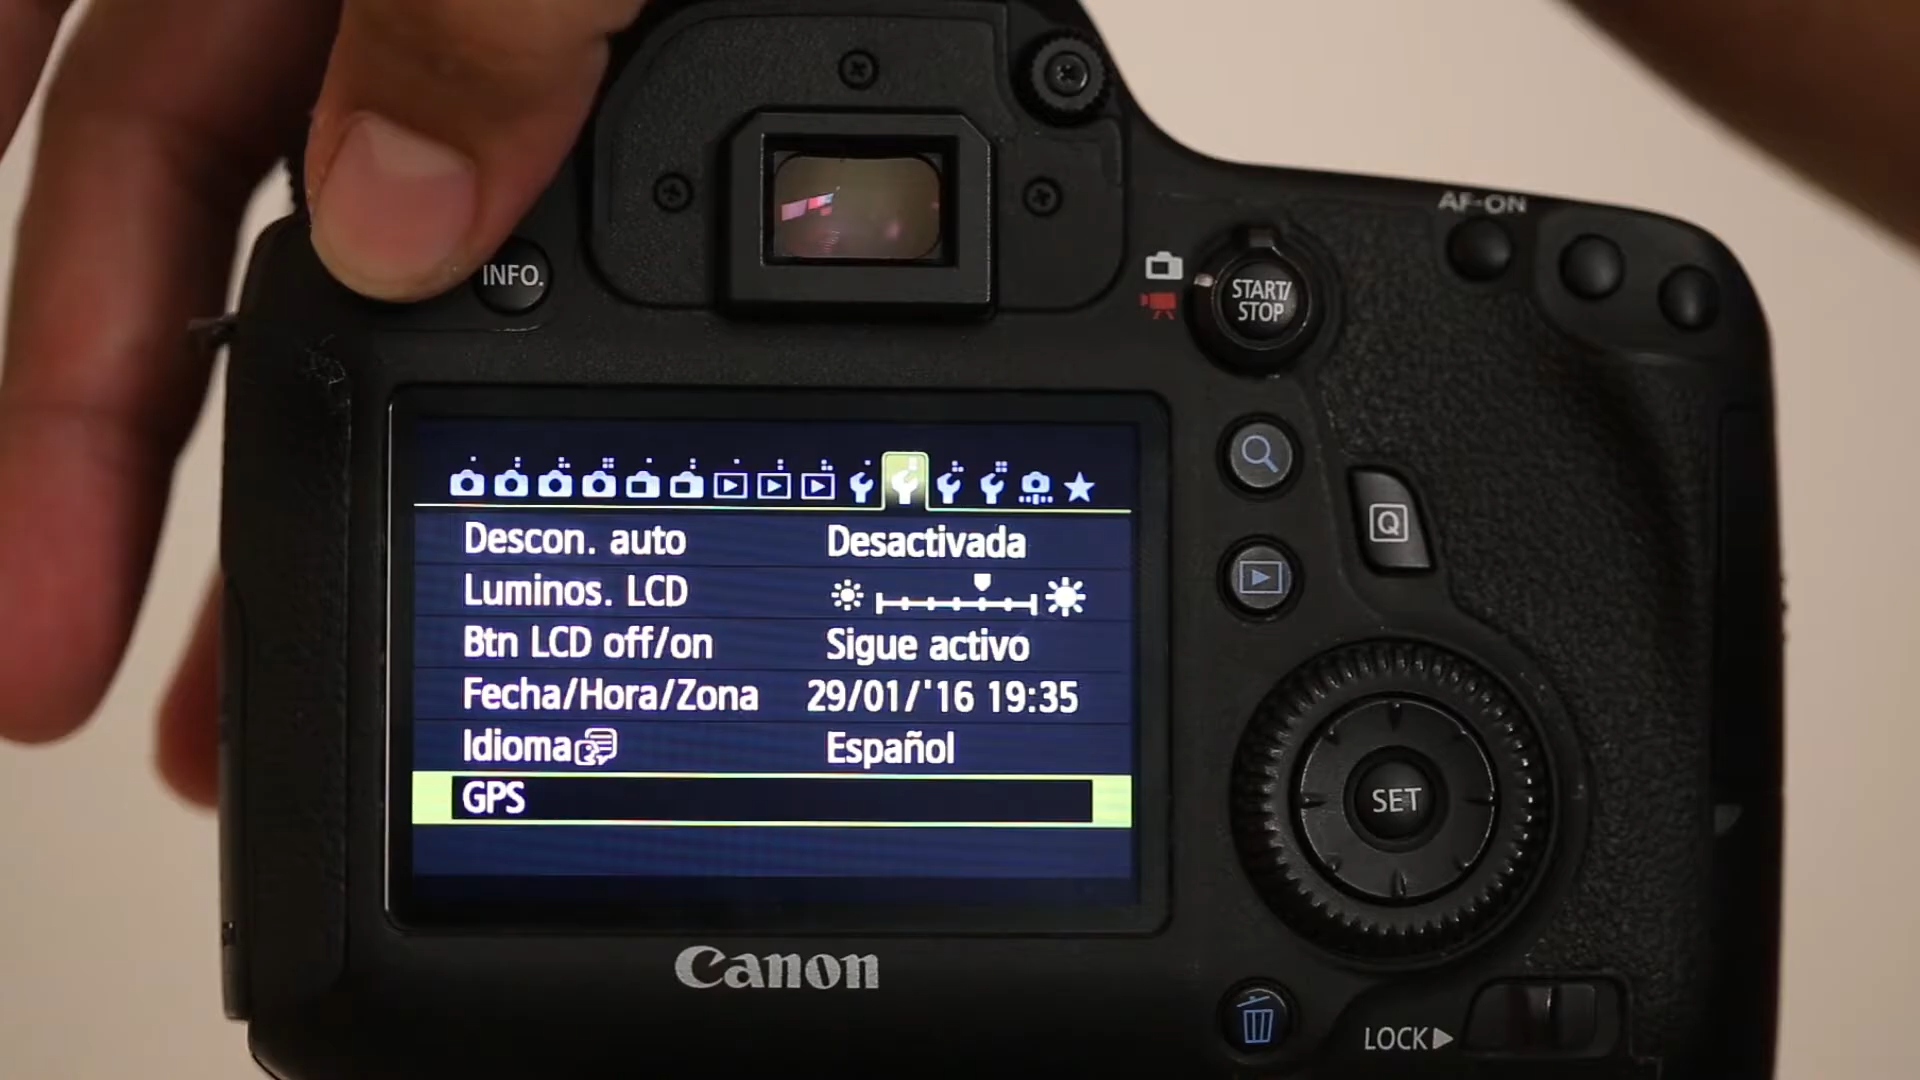 AF-ON
INFO.
START/
STOP
Descon. auto Desactivada
Luminos. LCD
Btn LCD off/on Sigue activo
Fecha/Hora/Zona 29/01/'16 19:35
Idioma Español
GPS
Q
SET
Canon
LOCK▶